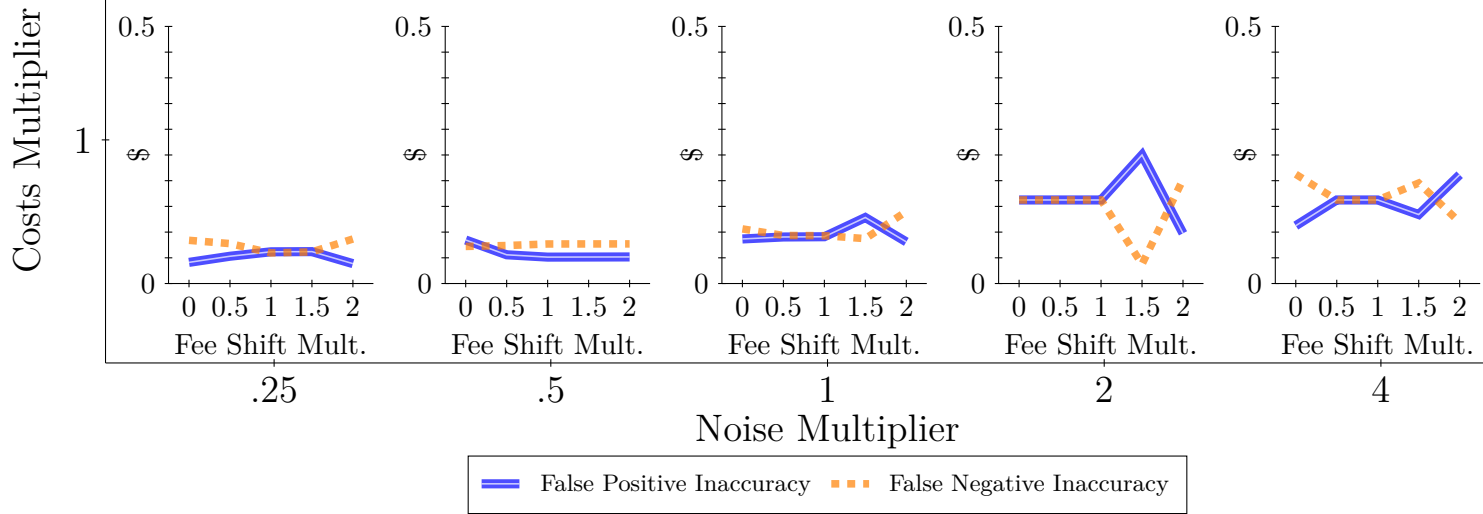 Costs Multiplier
1
0.5
0
$
0 0.5 1 1.5 2
Fee Shift Mult.
0.5
0
$
0 0.5 1 1.5 2
Fee Shift Mult.
0.5
0
$
0 0.5 1 1.5 2
Fee Shift Mult.
0.5
0
$
0 0.5 1 1.5 2
Fee Shift Mult.
0.5
0
$
0 0.5 1 1.5 2
Fee Shift Mult.
.25 .5 1 2 4
Noise Multiplier
False Positive Inaccuracy False Negative Inaccuracy